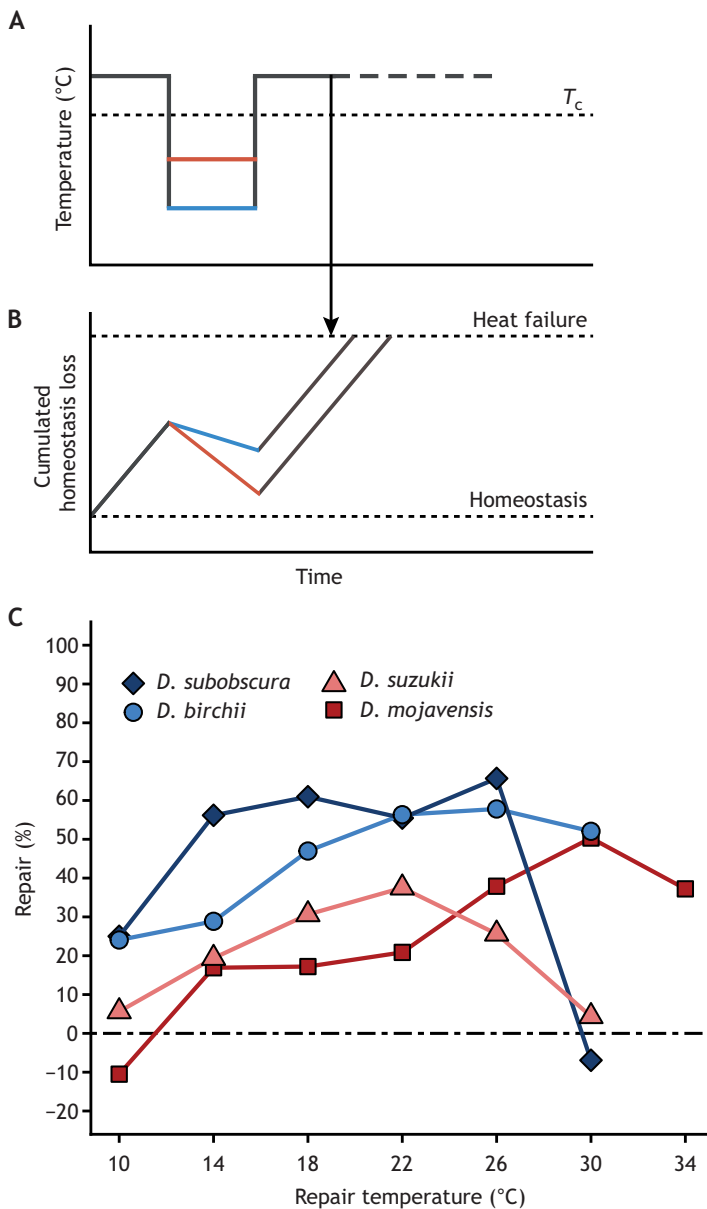 A
Temperature (°C)
Tc
B
Cumulated
homeostasis loss
Heat failure
Homeostasis
Time
C
Repair (%)
100
90
80
70
60
50
40
30
20
10
0
−10
−20
D. subobscura
D. suzukii
D. birchii
D. mojavensis
10 14 18 22 26 30 34
Repair temperature (°C)